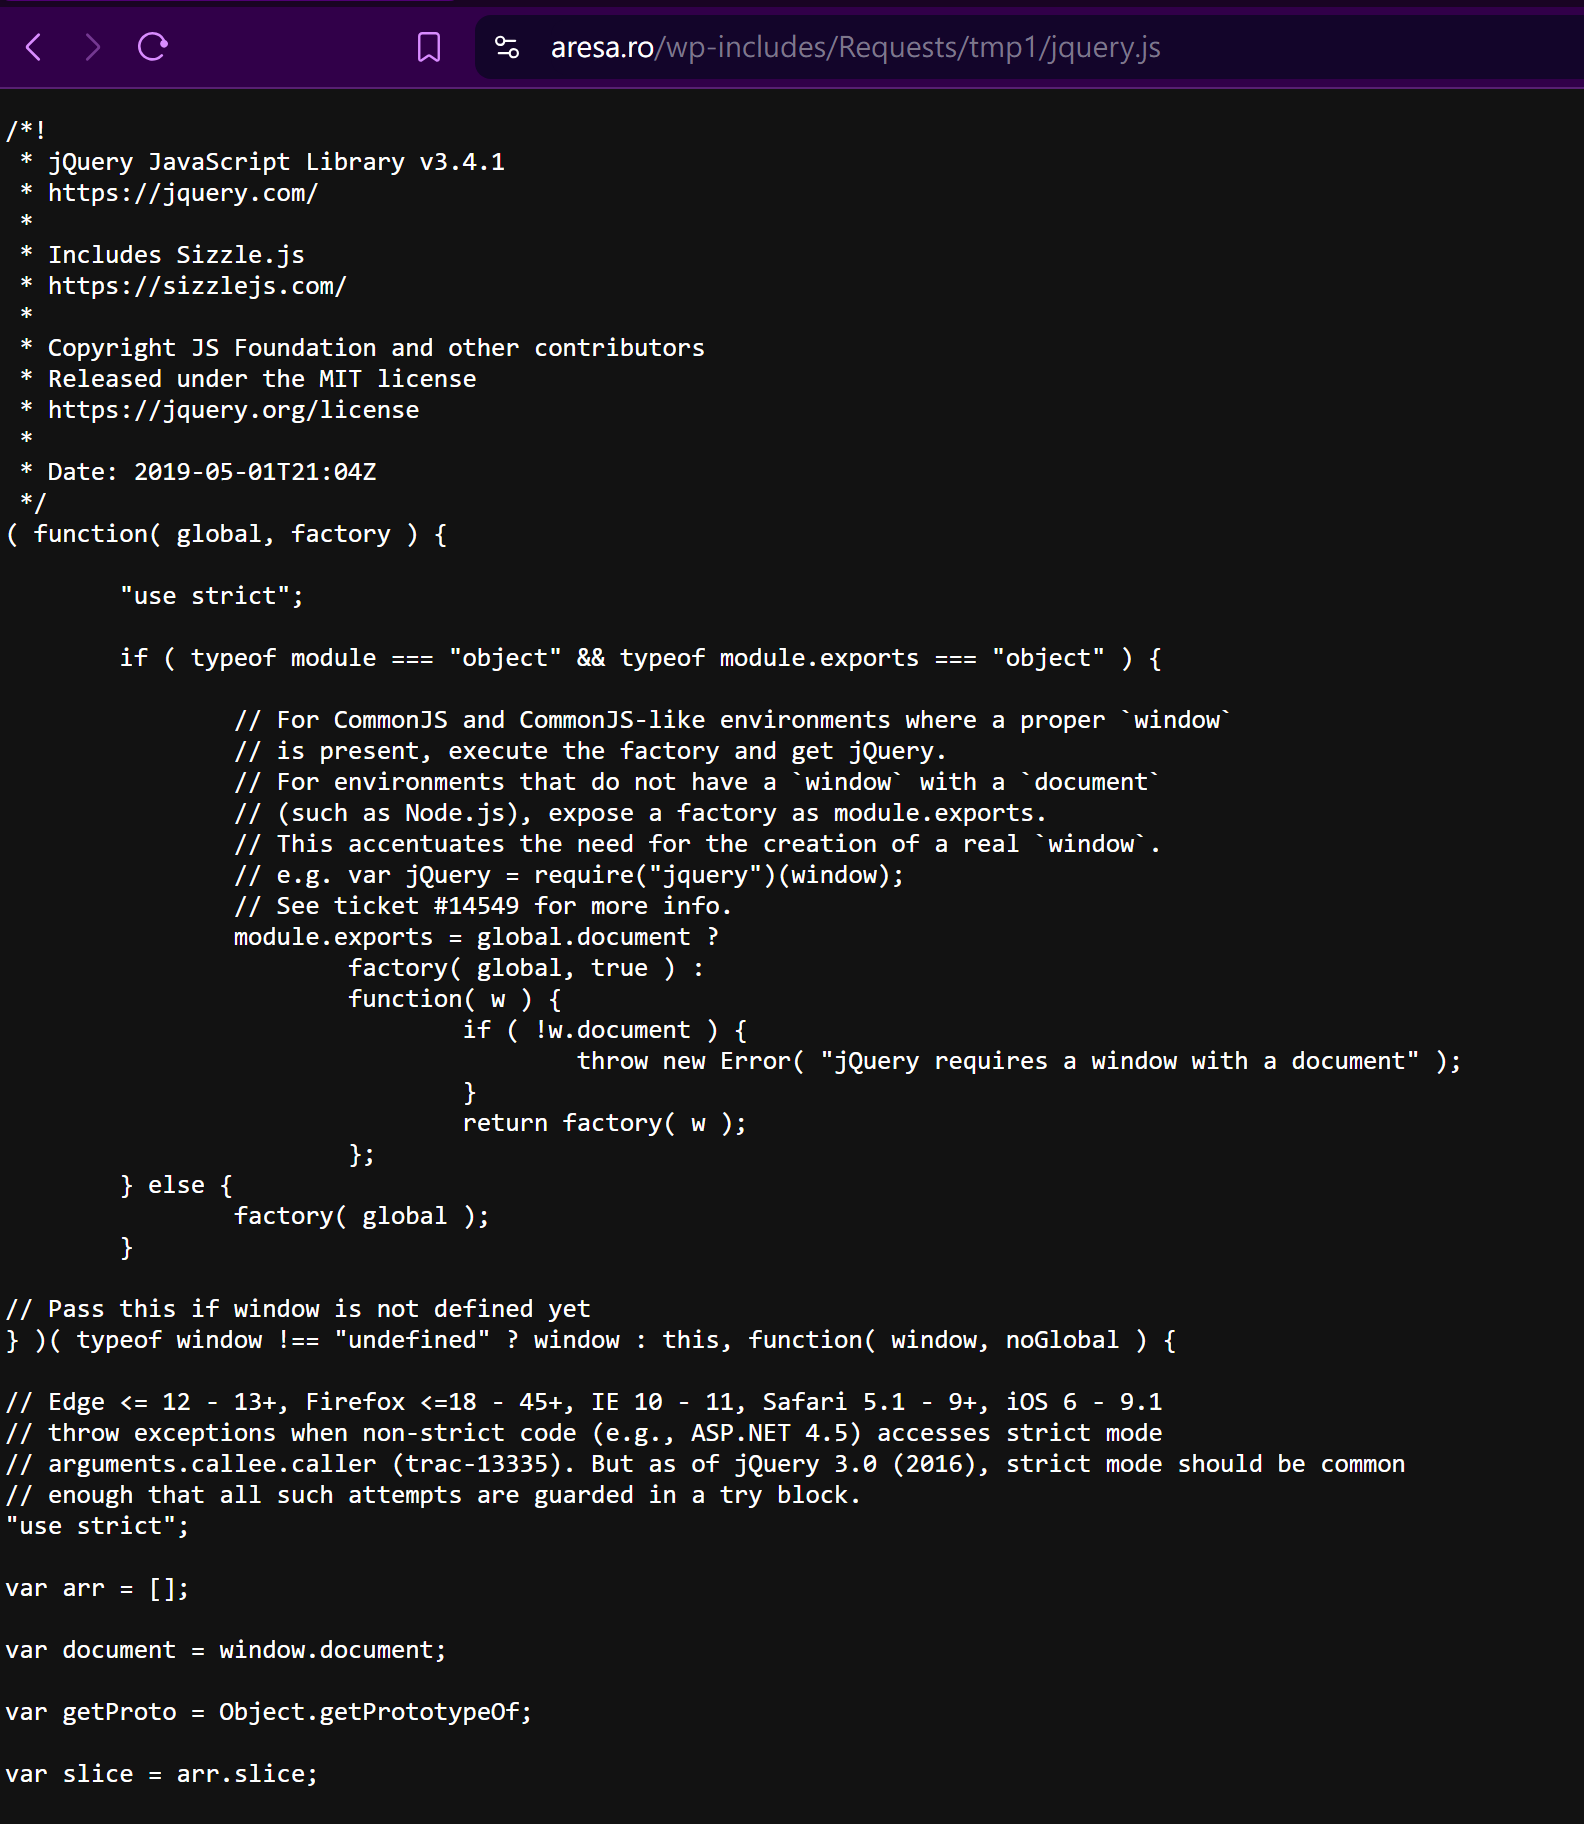 aresa.ro/wp-includes/Requests/tmp1/jquery.js
/*!
 * jQuery JavaScript Library v3.4.1
 * https://jquery.com/
 *
 * Includes Sizzle.js
 * https://sizzlejs.com/
 *
 * Copyright JS Foundation and other contributors
 * Released under the MIT license
 * https://jquery.org/license
 *
 * Date: 2019-05-01T21:04Z
 */
( function( global, factory ) {

	"use strict";

	if ( typeof module === "object" && typeof module.exports === "object" ) {

		// For CommonJS and CommonJS-like environments where a proper `window`
		// is present, execute the factory and get jQuery.
		// For environments that do not have a `window` with a `document`
		// (such as Node.js), expose a factory as module.exports.
		// This accentuates the need for the creation of a real `window`.
		// e.g. var jQuery = require("jquery")(window);
		// See ticket #14549 for more info.
		module.exports = global.document ?
			factory( global, true ) :
			function( w ) {
				if ( !w.document ) {
					throw new Error( "jQuery requires a window with a document" );
				}
				return factory( w );
			};
	} else {
		factory( global );
	}

// Pass this if window is not defined yet
} )( typeof window !== "undefined" ? window : this, function( window, noGlobal ) {

// Edge <= 12 - 13+, Firefox <=18 - 45+, IE 10 - 11, Safari 5.1 - 9+, iOS 6 - 9.1
// throw exceptions when non-strict code (e.g., ASP.NET 4.5) accesses strict mode
// arguments.callee.caller (trac-13335). But as of jQuery 3.0 (2016), strict mode should be common
// enough that all such attempts are guarded in a try block.
"use strict";

var arr = [];

var document = window.document;

var getProto = Object.getPrototypeOf;

var slice = arr.slice;